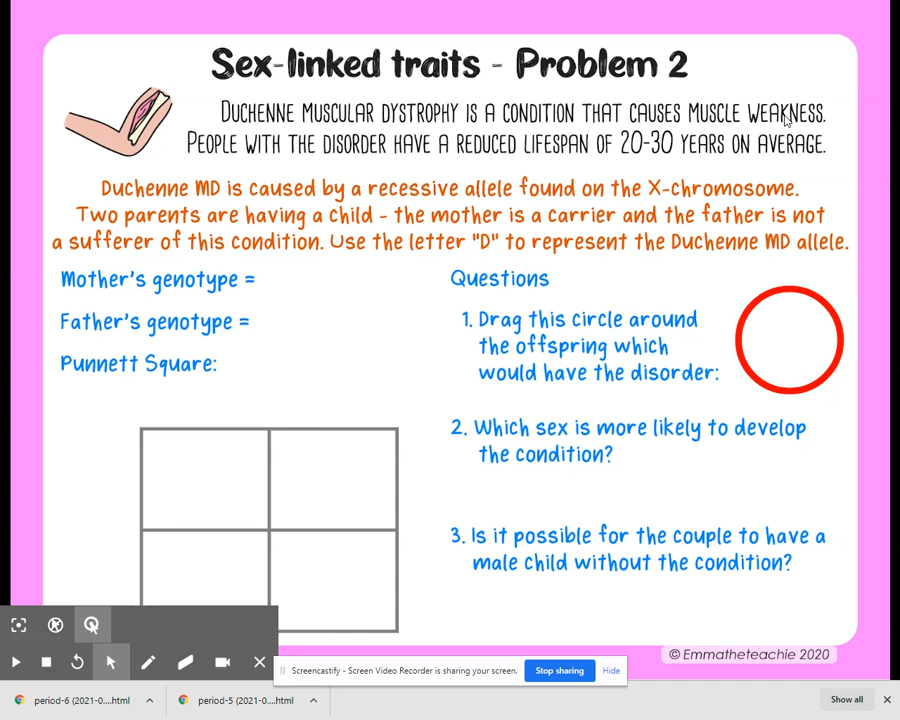 Sex-linked traits - Problem 2
Duchenne muscular dystrophy is a condition that causes muscle weakness.
People with the disorder have a reduced lifespan of 20-30 years on average.
Duchenne MD is caused by a recessive allele found on the X-chromosome.
Two parents are having a child - the mother is a carrier and the father is not
a sufferer of this condition. Use the letter "D" to represent the Duchenne MD allele.
Mother's genotype =
Father's genotype =
Punnett Square:
Questions
1. Drag this circle around
the offspring which
would have the disorder:
2. Which sex is more likely to develop
the condition?
3. Is it possible for the couple to have a
male child without the condition?
© Emmatheteachie 2020
Screencastify - Screen Video Recorder is sharing your screen. Stop sharing Hide
period-6 (2021-0....html period-5 (2021-0....html Show all